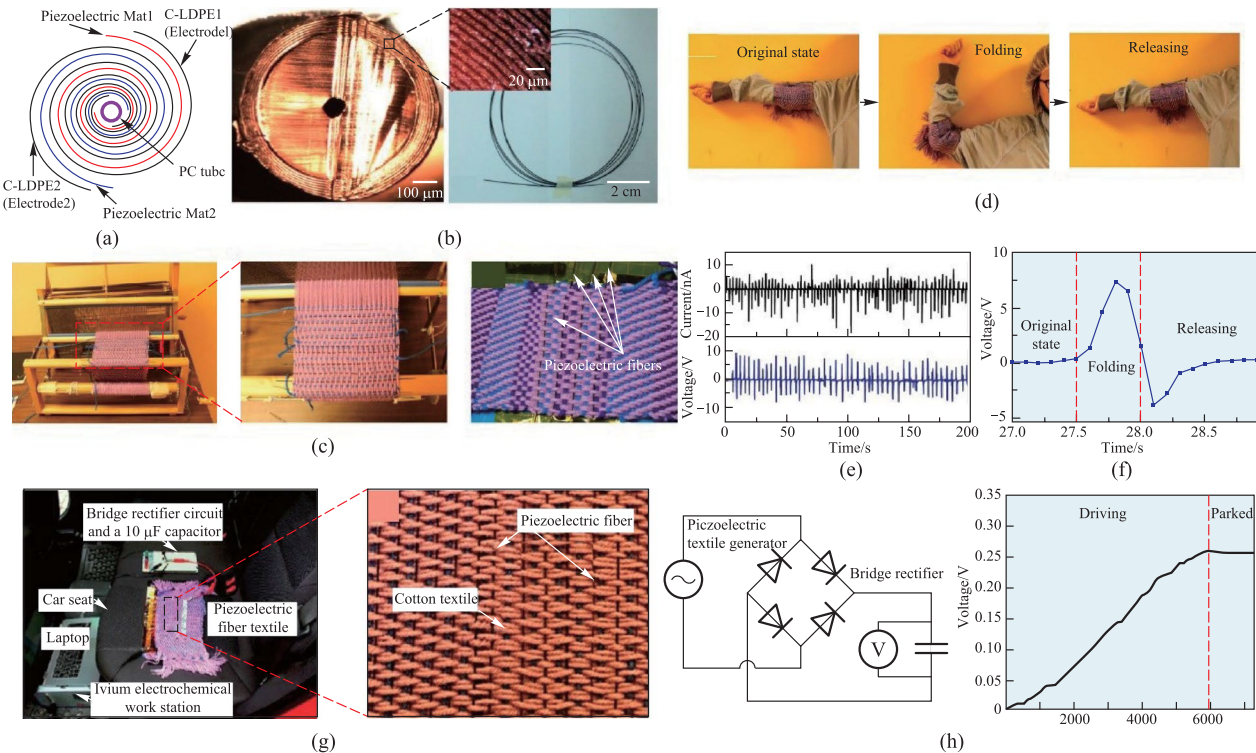 Piezoelectric Mat1
C-LDPE1
(Electrodel)
PC tubc
C-LDPE2
(Electrode2)
Piezoelectric Mat2
(a)
20 μm
100 μm
2 cm
(b)
Original state
Folding
Releasing
(d)
Piezoelectric fibers
(c)
Current/nA
10
0
−10
−20
Voltage/V
10
0
−10
0
50
100
150
200
Time/s
(e)
Voltage/V
10
5
0
−5
Original
state
Folding
Releasing
27.0
27.5
28.0
28.5
Time/s
(f)
Bridge rectifier circuit
and a 10 μF capacitor
Car seat
Laptop
Piezoelectric
fiber textile
Ivium electrochemical
work station
Piezoelectric fiber
Cotton textile
(g)
Piczoelectric
textile generator
Bridge rectifier
V
Voltage/V
0.35
0.30
0.25
0.20
0.15
0.10
0.05
0
Driving
Parked
2000
4000
6000
(h)